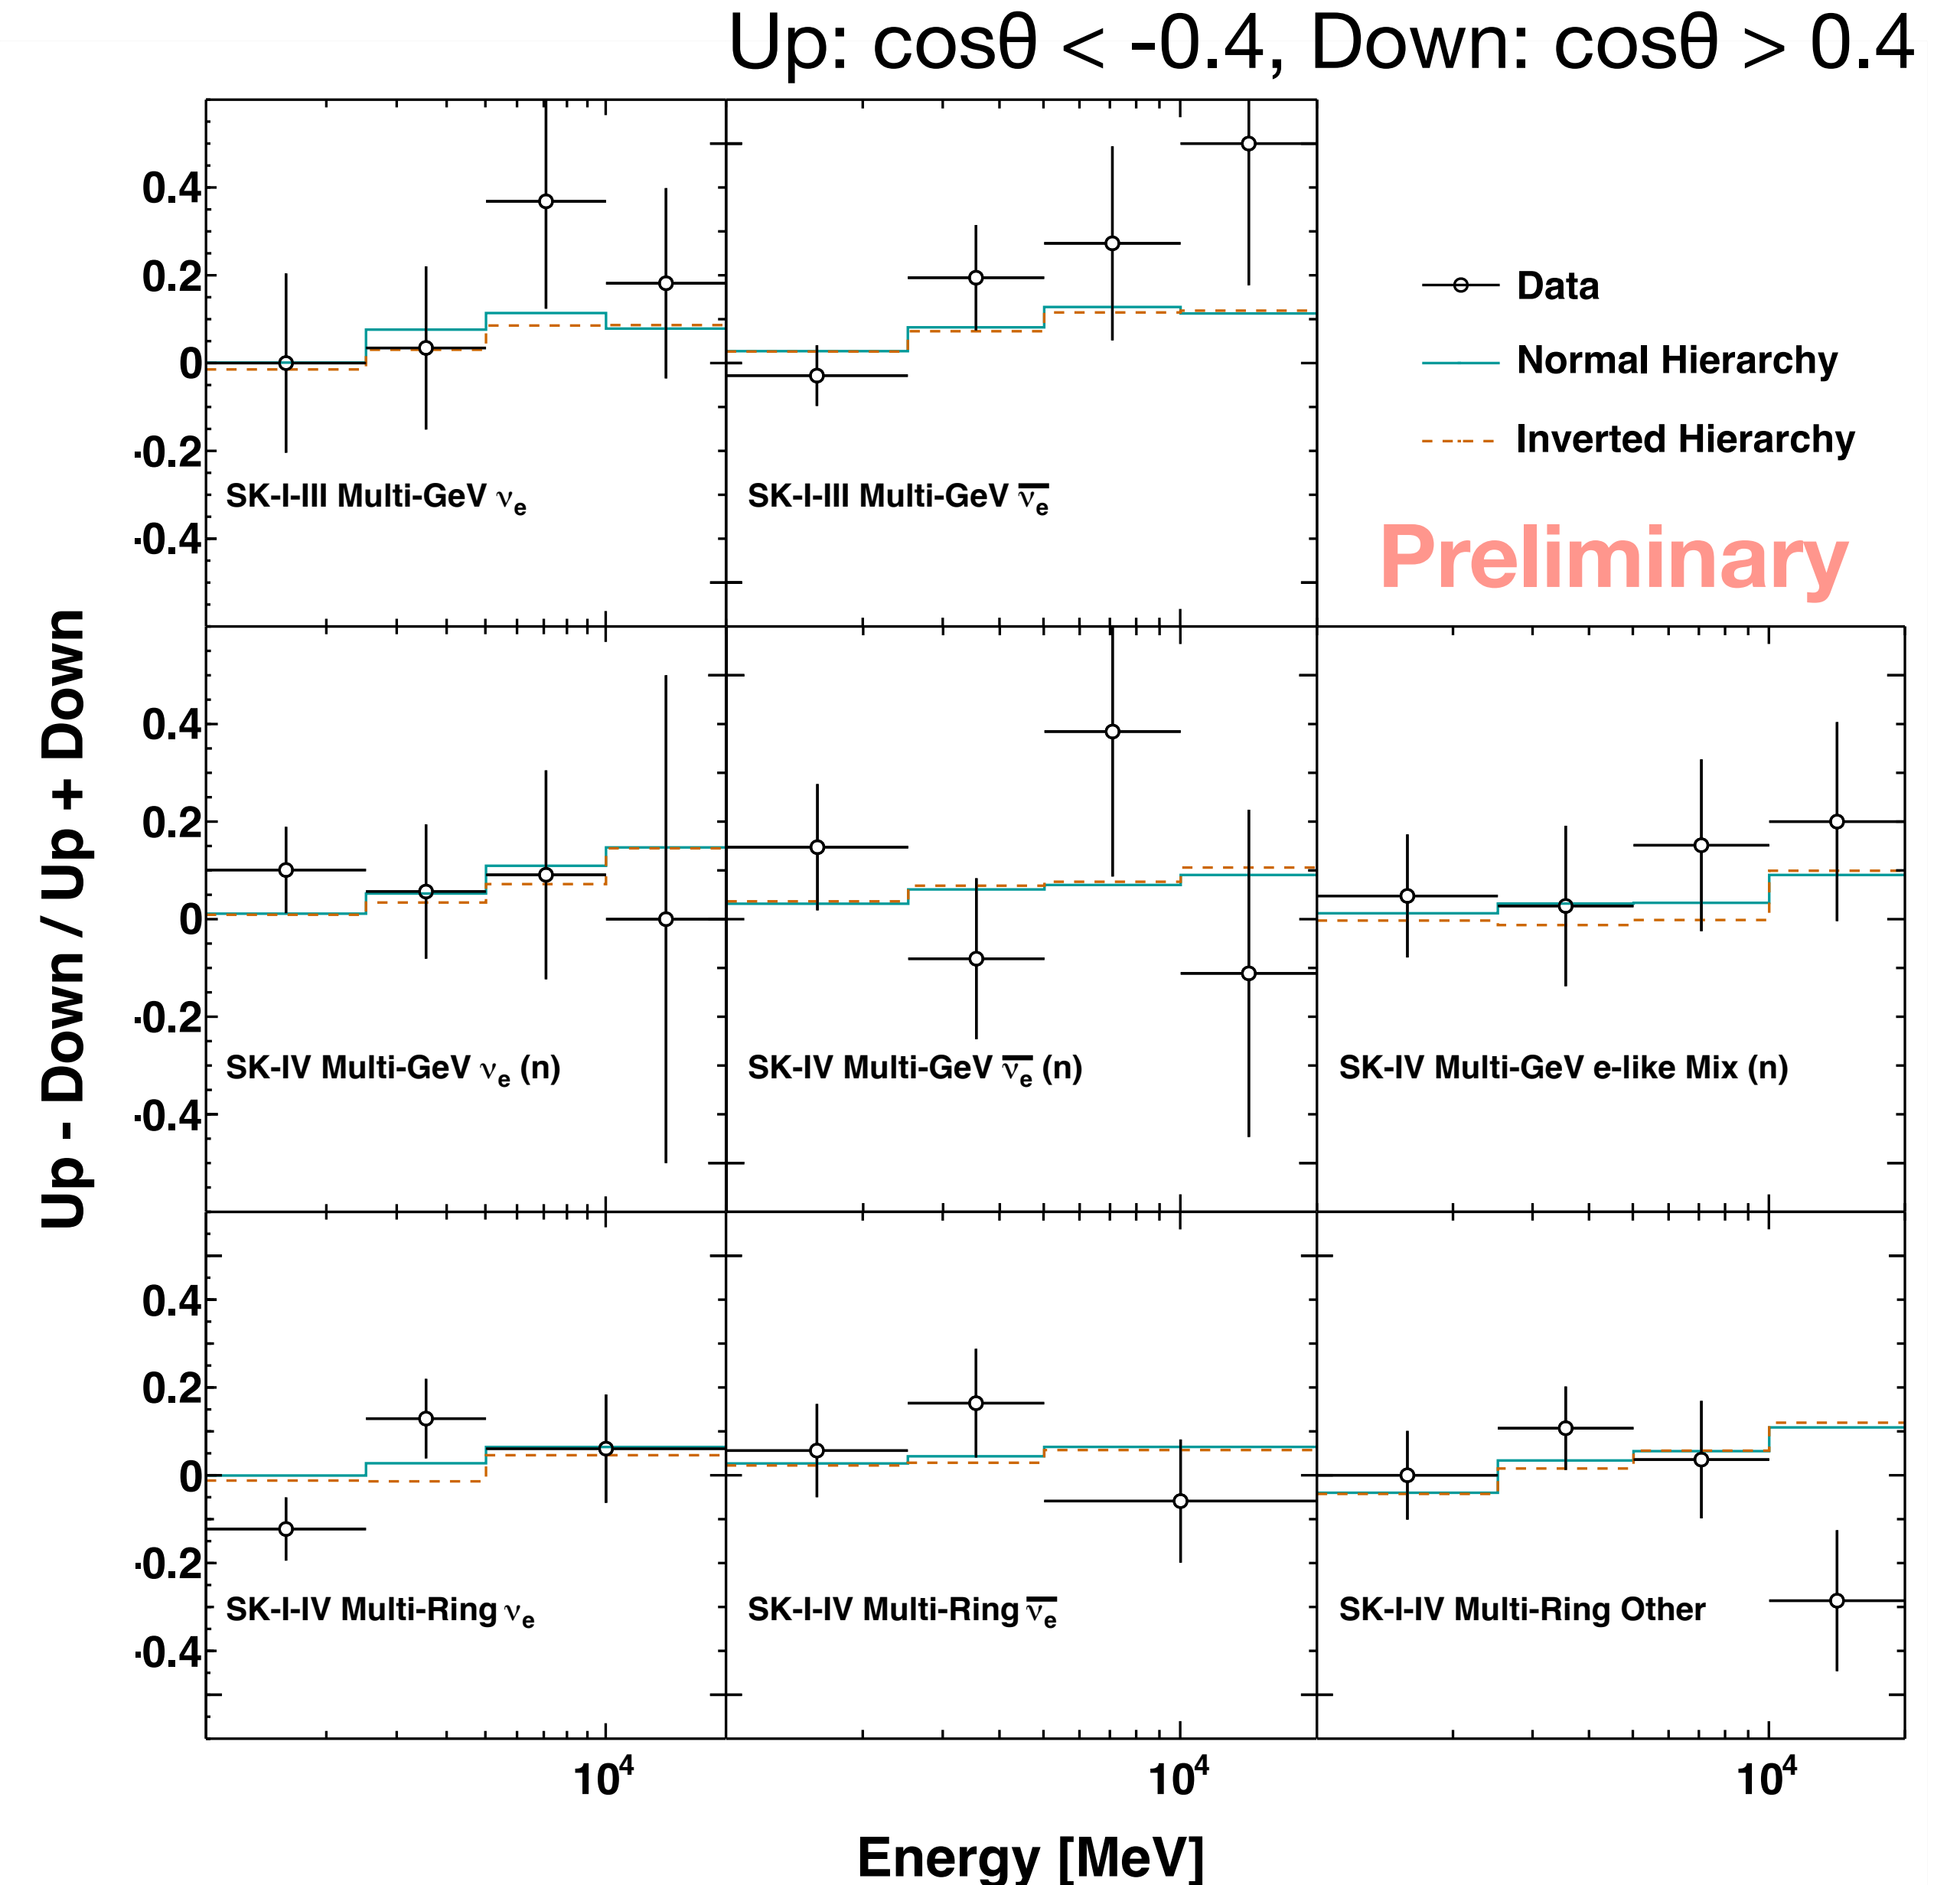 Up: cosθ < -0.4, Down: cosθ > 0.4
0.4
0.2
0
-0.2
-0.4
SK-I-III Multi-GeV νe
SK-I-III Multi-GeV ν̅e
Data
Normal Hierarchy
Inverted Hierarchy
Preliminary
Up - Down / Up + Down
0.4
0.2
0
-0.2
-0.4
SK-IV Multi-GeV νe (n)
SK-IV Multi-GeV ν̅e (n)
SK-IV Multi-GeV e-like Mix (n)
0.4
0.2
0
-0.2
-0.4
SK-I-IV Multi-Ring νe
SK-I-IV Multi-Ring ν̅e
SK-I-IV Multi-Ring Other
10⁴
10⁴
10⁴
Energy [MeV]